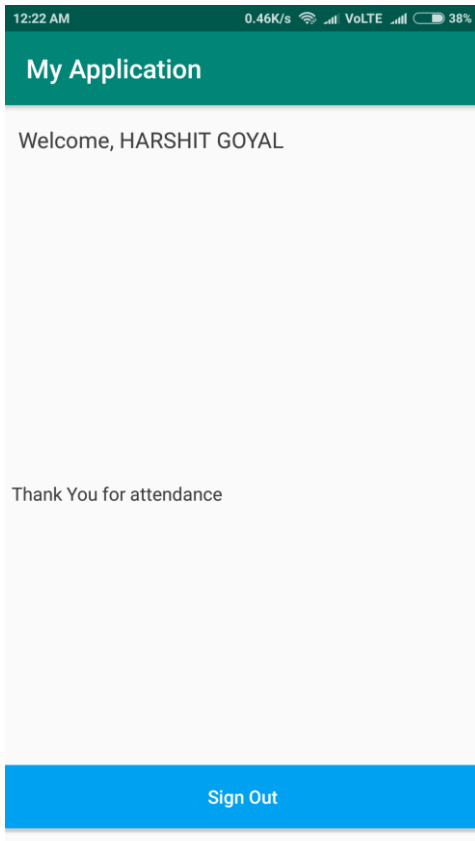 12:22 AM 0.46K/s VoLTE 38%
My Application
Welcome, HARSHIT GOYAL
Thank You for attendance
Sign Out